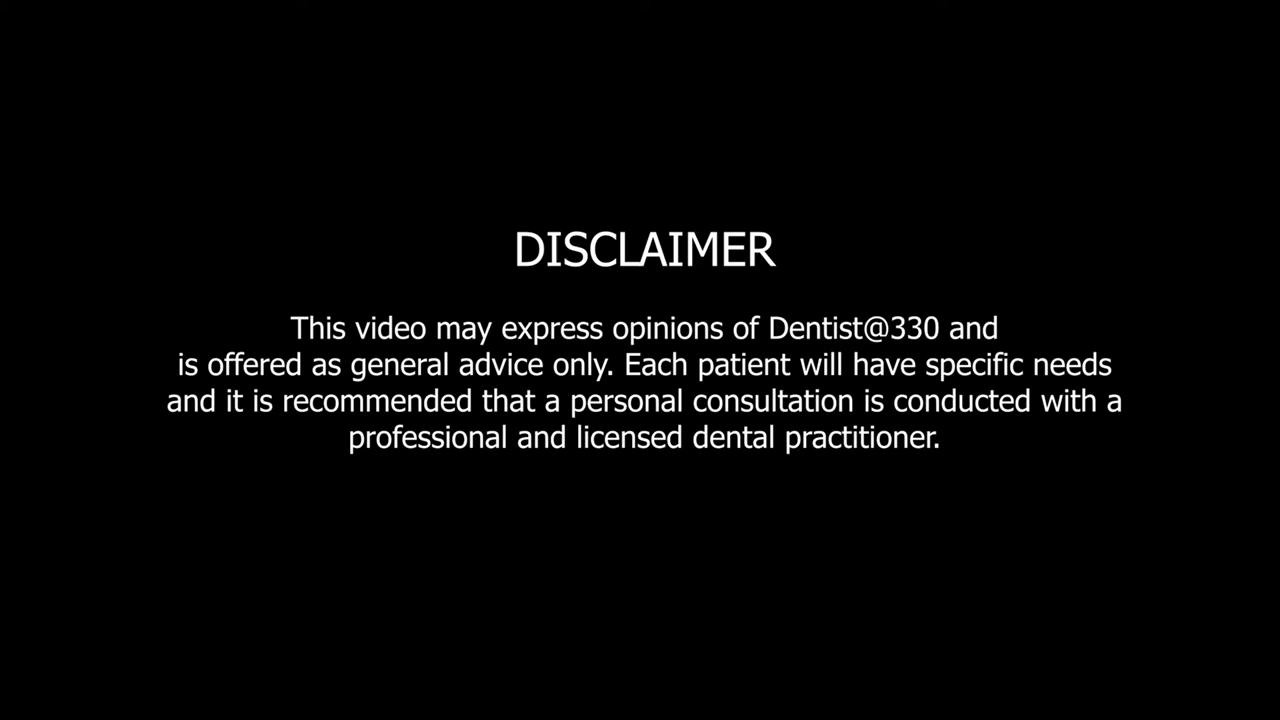 DISCLAIMER
This video may express opinions of Dentist@330 and
is offered as general advice only. Each patient will have specific needs
and it is recommended that a personal consultation is conducted with a
professional and licensed dental practitioner.